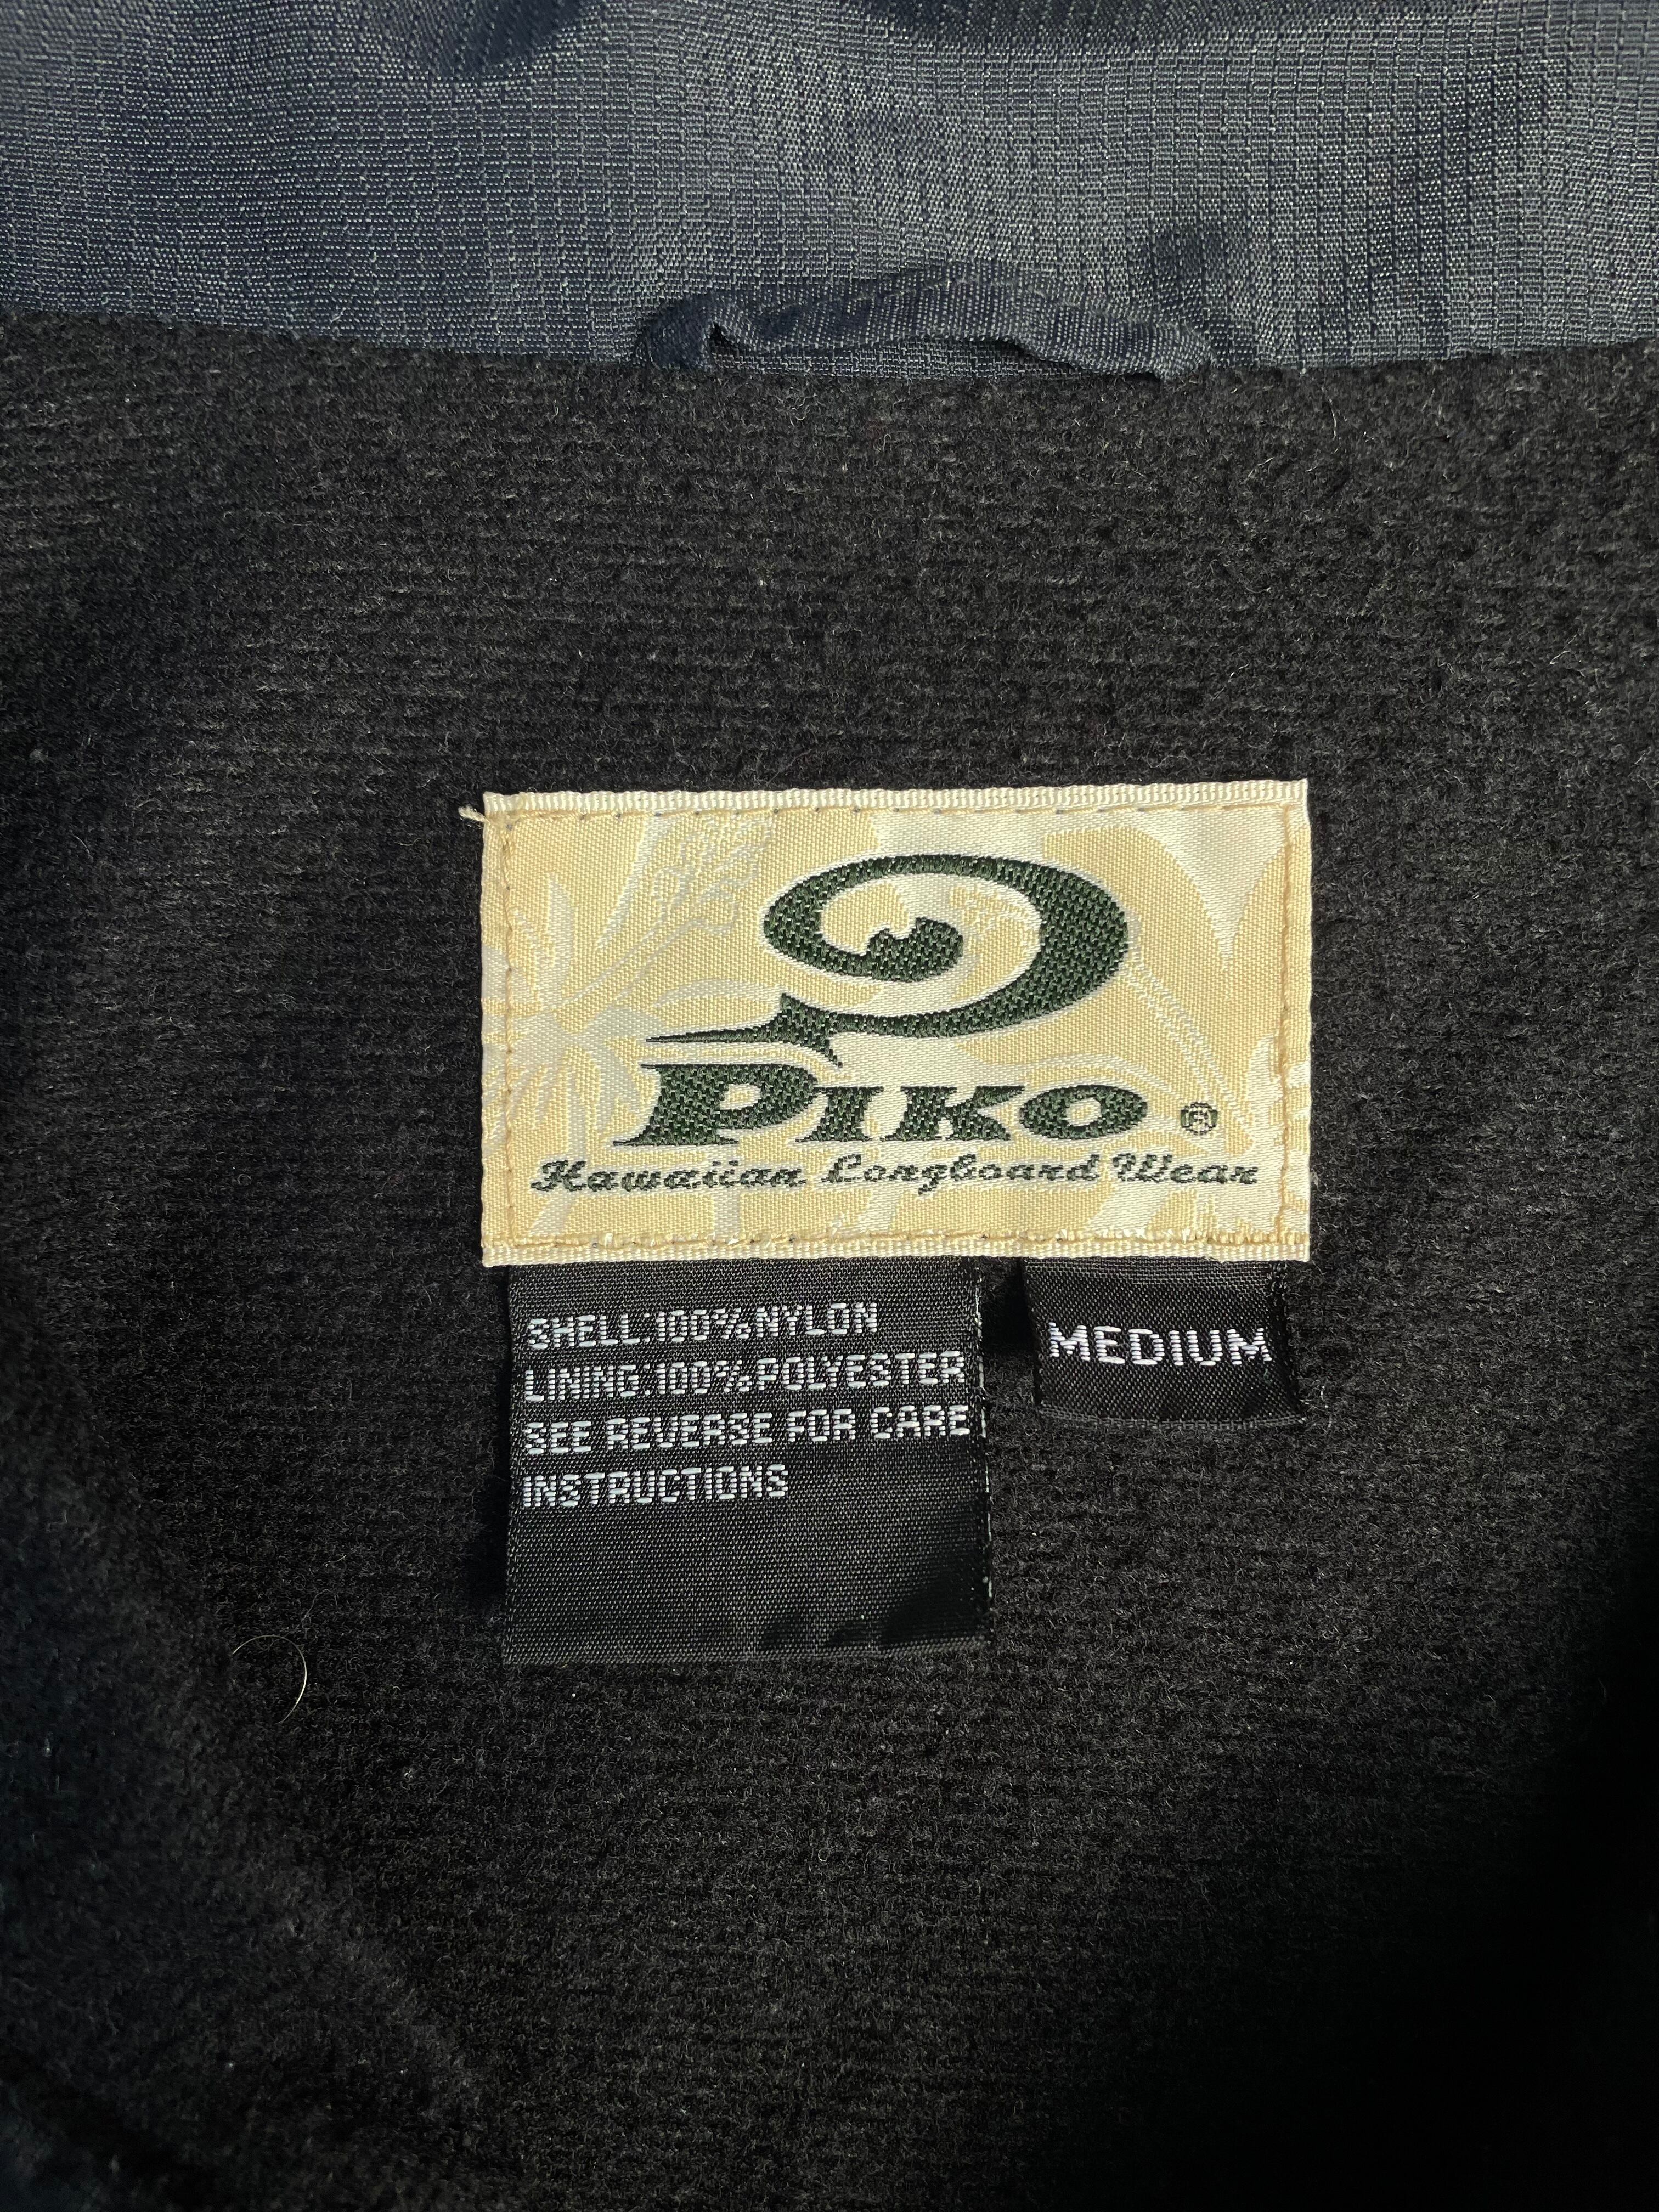 PIKO ®
Hawaiian Longboard Wear
SHELL:100%NYLON
LINING:100%POLYESTER
SEE REVERSE FOR CARE
INSTRUCTIONS
MEDIUM